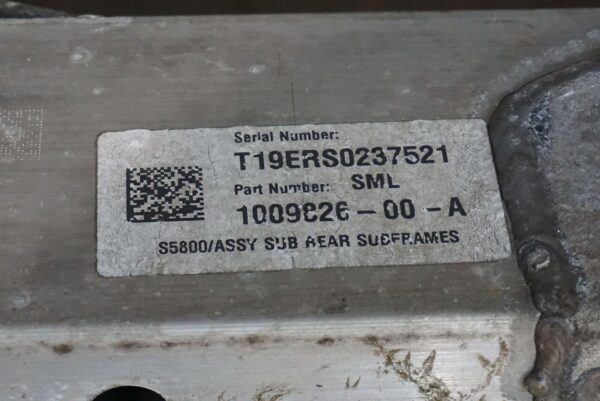 Serial Number:
T19ERS0237521
Part Number: SML
1009826-00-A
S5800/ASSY SUB REAR SUBFRAMES